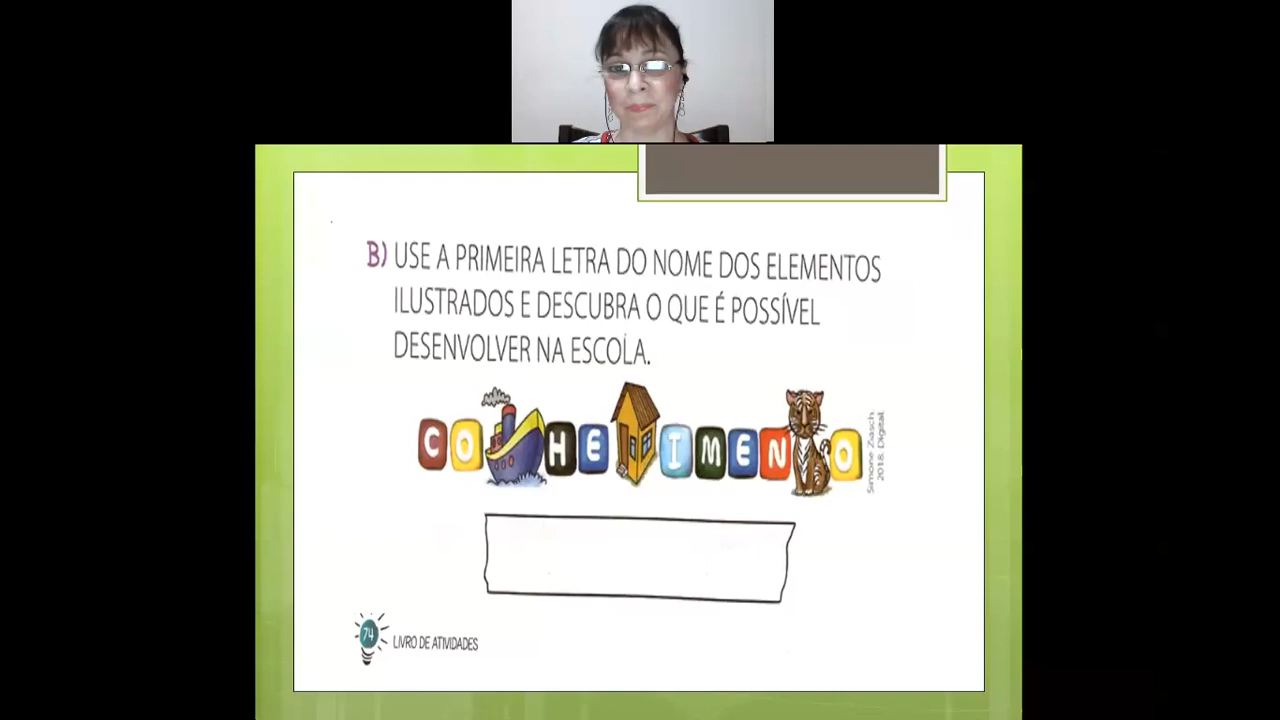 B) USE A PRIMEIRA LETRA DO NOME DOS ELEMENTOS
ILUSTRADOS E DESCUBRA O QUE É POSSÍVEL
DESENVOLVER NA ESCOLA.
CO HE IMEN O
Simone Ziasch.
2018. Digital.
74 LIVRO DE ATIVIDADES